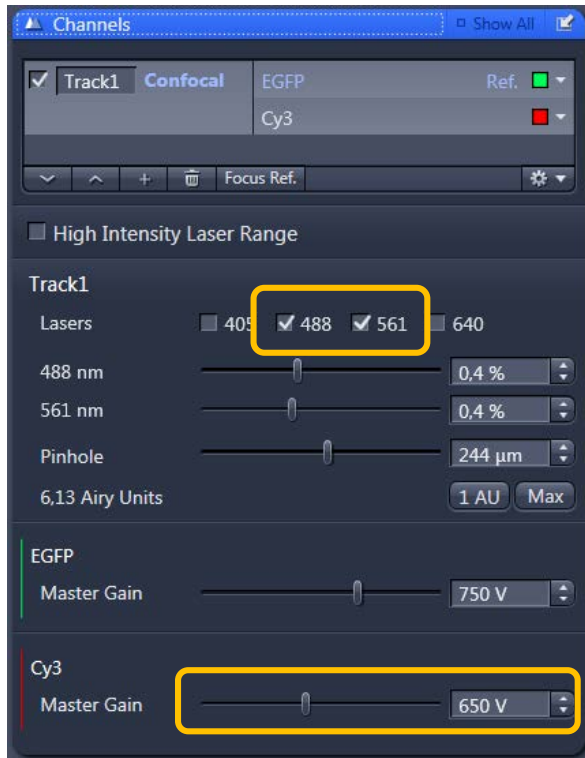 Channels Show All
Track1 Confocal EGFP Ref.
Cy3
+ Focus Ref.
High Intensity Laser Range
Track1
Lasers 405 488 561 640
488 nm 0,4 %
561 nm 0,4 %
Pinhole 244 µm
6,13 Airy Units 1 AU Max
EGFP
Master Gain 750 V
Cy3
Master Gain 650 V